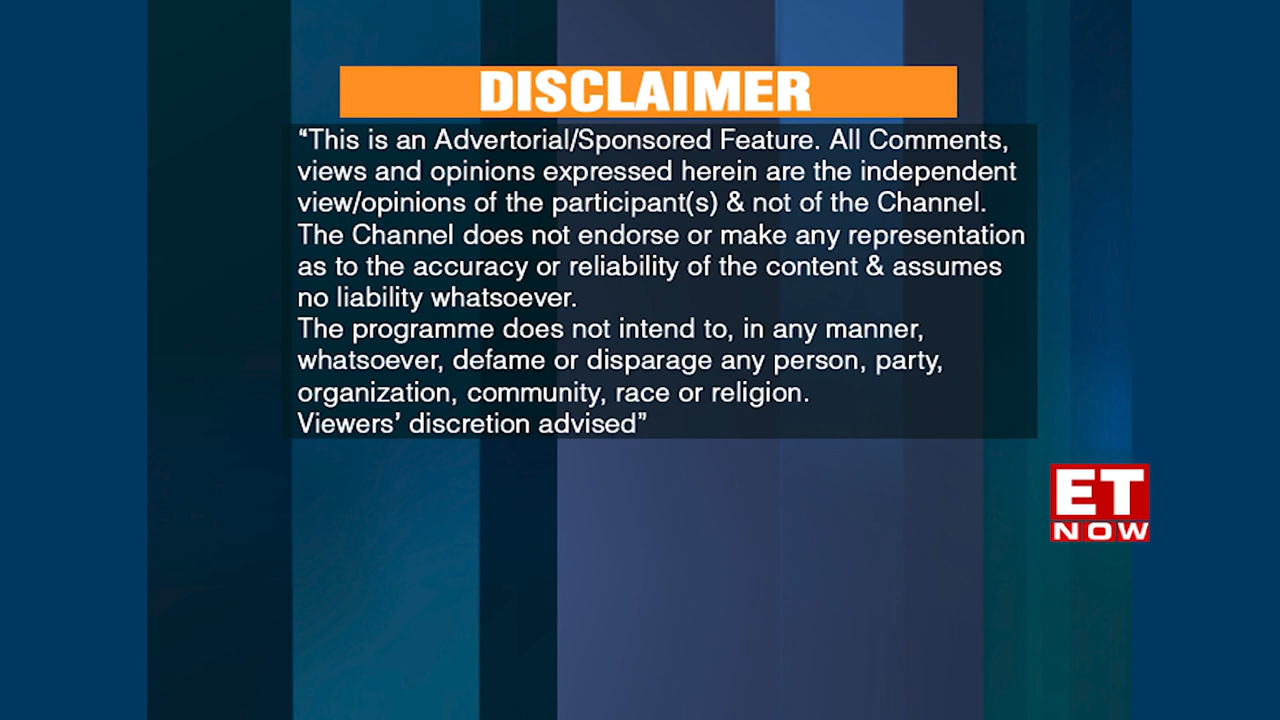 DISCLAIMER
“This is an Advertorial/Sponsored Feature. All Comments,
views and opinions expressed herein are the independent
view/opinions of the participant(s) & not of the Channel.
The Channel does not endorse or make any representation
as to the accuracy or reliability of the content & assumes
no liability whatsoever.
The programme does not intend to, in any manner,
whatsoever, defame or disparage any person, party,
organization, community, race or religion.
Viewers’ discretion advised”
ET
NOW